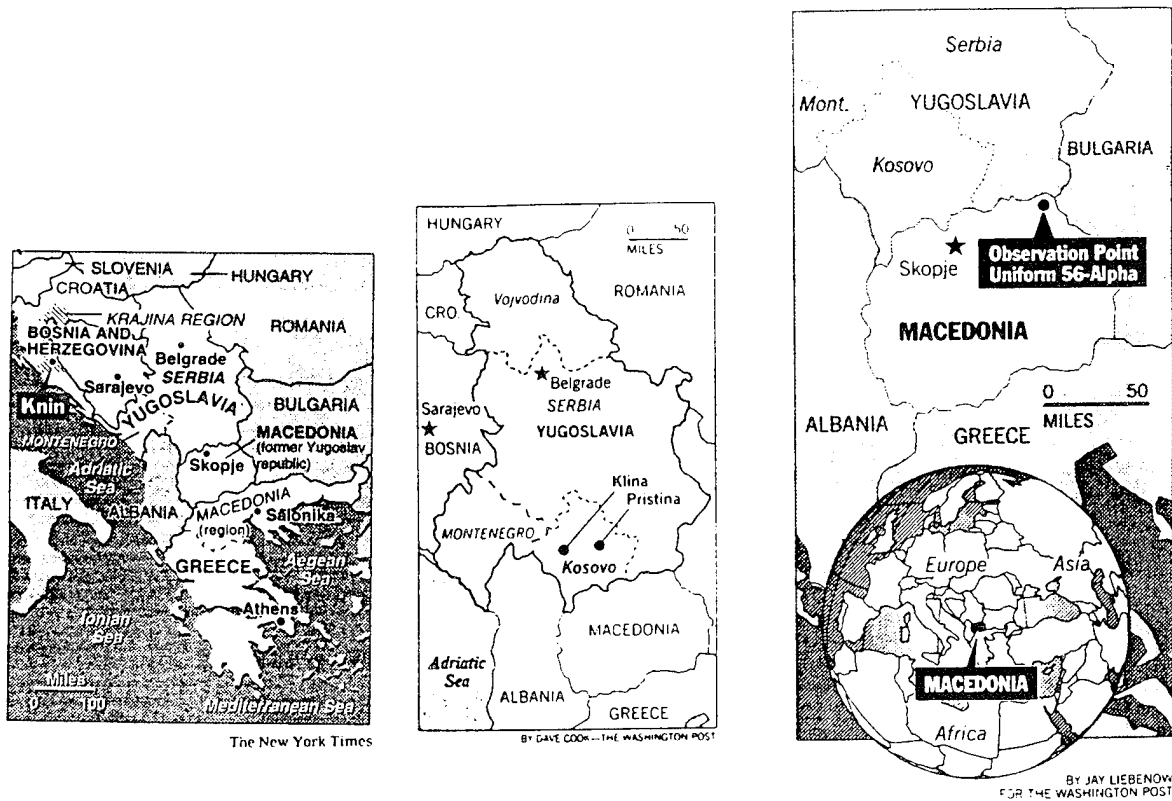 SLOVENIA
HUNGARY
CROATIA
KRAJINA REGION
ROMANIA
BOSNIA AND
HERZEGOVINA
Belgrade
SERBIA
Sarajevo
Knin
YUGOSLAVIA
BULGARIA
MONTENEGRO
MACEDONIA
(former Yugoslav
republic)
Skopje
Adriatic
Sea
ITALY
ALBANIA
MACEDONIA
(region)
Salonika
GREECE
Aegean
Sea
Ionian
Sea
Athens
Miles
0 100
Mediterranean Sea
The New York Times
HUNGARY
0 50
MILES
Vojvodina
ROMANIA
CRO.
Belgrade
SERBIA
Sarajevo
YUGOSLAVIA
BOSNIA
Klina
Pristina
MONTENEGRO
Kosovo
MACEDONIA
Adriatic
Sea
ALBANIA
GREECE
BY DAVE COOK—THE WASHINGTON POST
Serbia
Mont.
YUGOSLAVIA
BULGARIA
Kosovo
Observation Point
Uniform 56-Alpha
Skopje
MACEDONIA
0 50
MILES
ALBANIA
GREECE
Europe
Asia
MACEDONIA
Africa
BY JAY LIEBENOW
FOR THE WASHINGTON POST